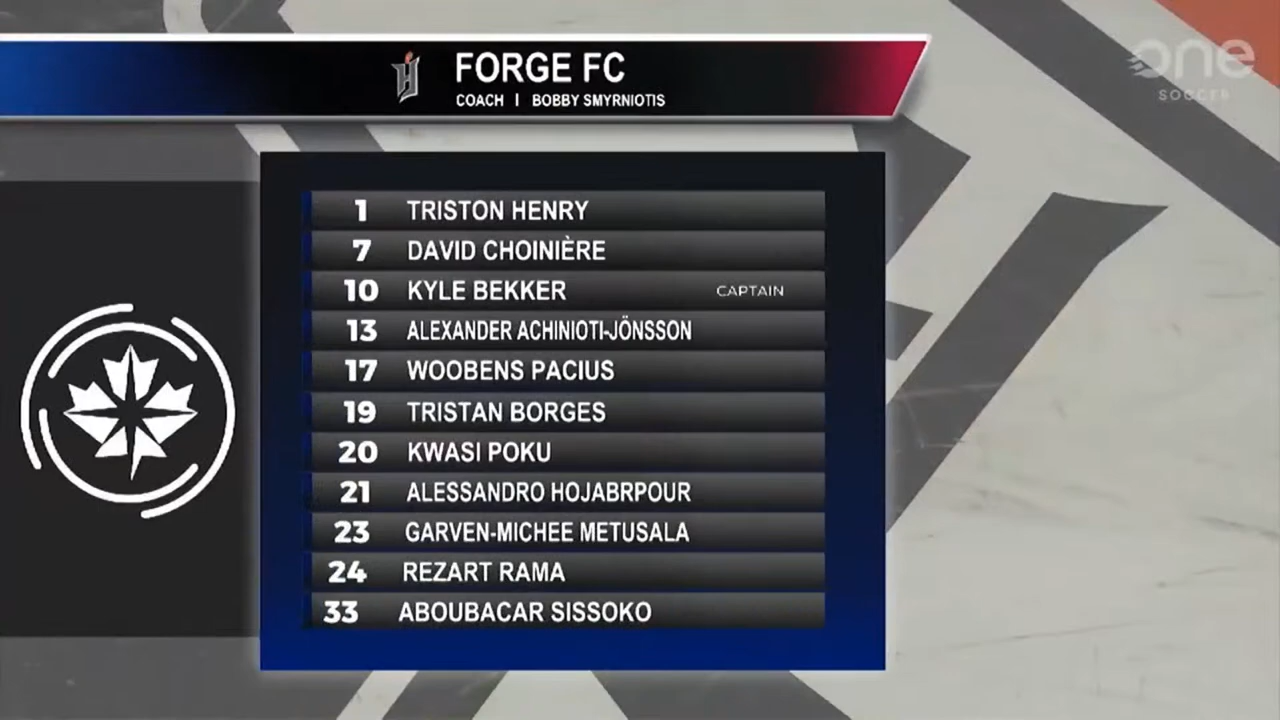 FORGE FC
COACH | BOBBY SMYRNIOTIS
one
SOCCER
1 TRISTON HENRY
7 DAVID CHOINIÈRE
10 KYLE BEKKER CAPTAIN
13 ALEXANDER ACHINIOTI-JÖNSSON
17 WOOBENS PACIUS
19 TRISTAN BORGES
20 KWASI POKU
21 ALESSANDRO HOJABRPOUR
23 GARVEN-MICHEE METUSALA
24 REZART RAMA
33 ABOUBACAR SISSOKO